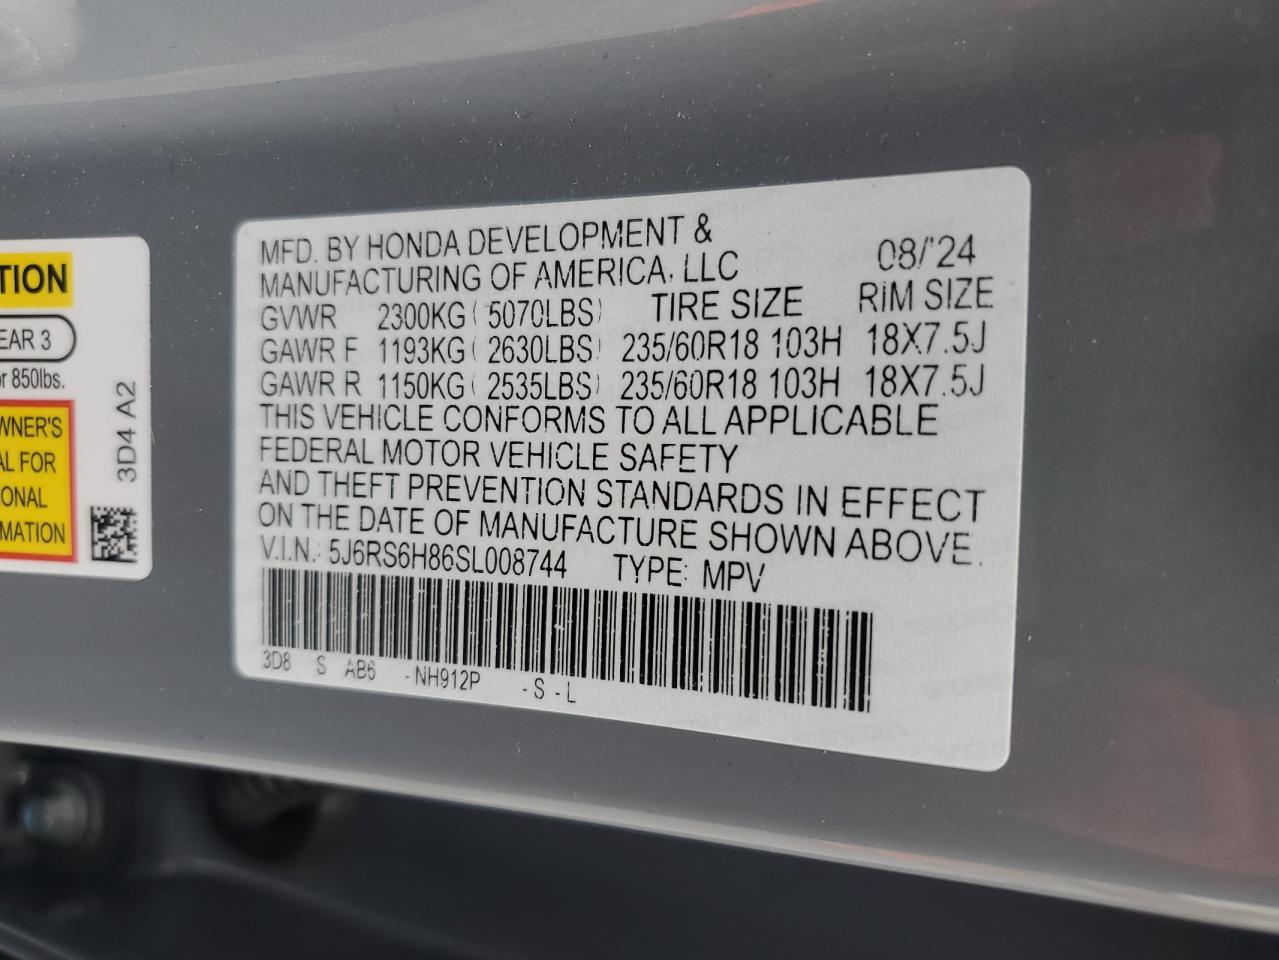 TION
EAR 3
or 850lbs.
WNER'S
AL FOR
ONAL
MATION
3D4 A2
MFD. BY HONDA DEVELOPMENT &
MANUFACTURING OF AMERICA, LLC 08/'24
GVWR 2300KG ( 5070LBS) TIRE SIZE RIM SIZE
GAWR F 1193KG ( 2630LBS) 235/60R18 103H 18X7.5J
GAWR R 1150KG ( 2535LBS) 235/60R18 103H 18X7.5J
THIS VEHICLE CONFORMS TO ALL APPLICABLE
FEDERAL MOTOR VEHICLE SAFETY
AND THEFT PREVENTION STANDARDS IN EFFECT
ON THE DATE OF MANUFACTURE SHOWN ABOVE.
V.I.N.: 5J6RS6H86SL008744 TYPE: MPV
3D8 S AB6 -NH912P -S-L